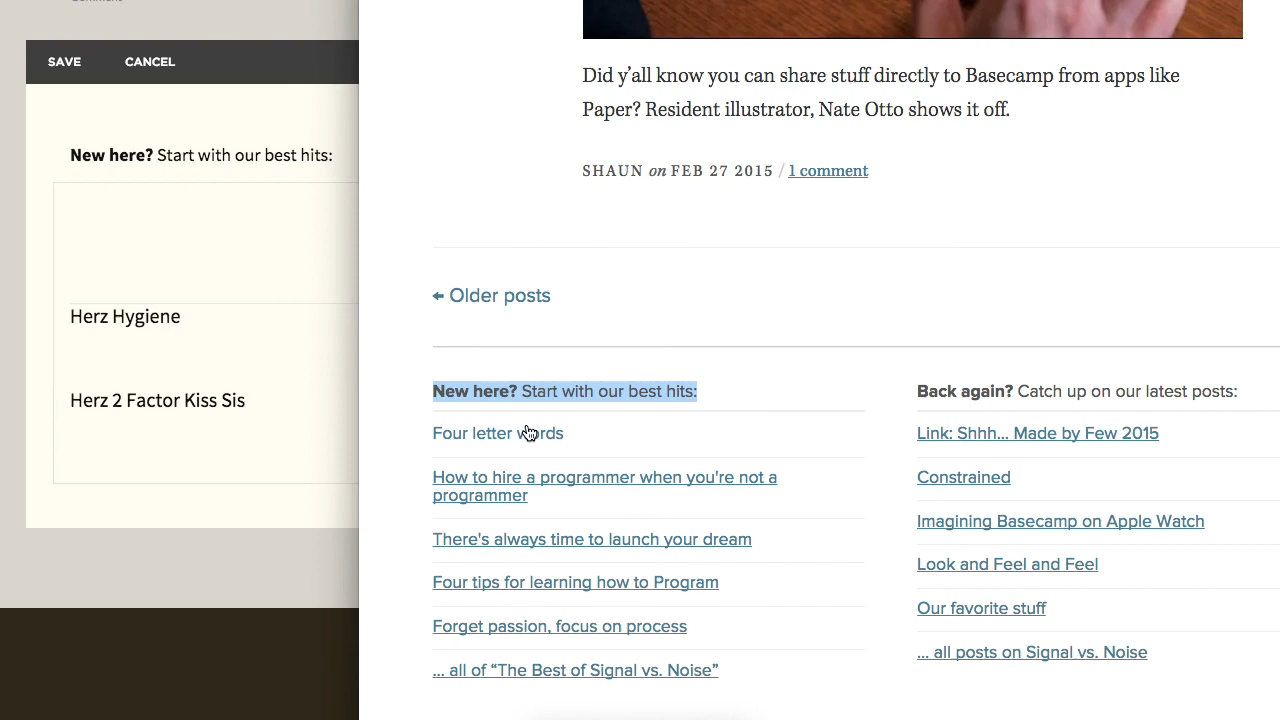 SAVE CANCEL
New here? Start with our best hits:
Herz Hygiene
Herz 2 Factor Kiss Sis
Did y’all know you can share stuff directly to Basecamp from apps like
Paper? Resident illustrator, Nate Otto shows it off.
SHAUN on FEB 27 2015 / 1 comment
← Older posts
New here? Start with our best hits:
Four letter words
How to hire a programmer when you're not a
programmer
There's always time to launch your dream
Four tips for learning how to Program
Forget passion, focus on process
... all of “The Best of Signal vs. Noise”
Back again? Catch up on our latest posts:
Link: Shhh... Made by Few 2015
Constrained
Imagining Basecamp on Apple Watch
Look and Feel and Feel
Our favorite stuff
... all posts on Signal vs. Noise